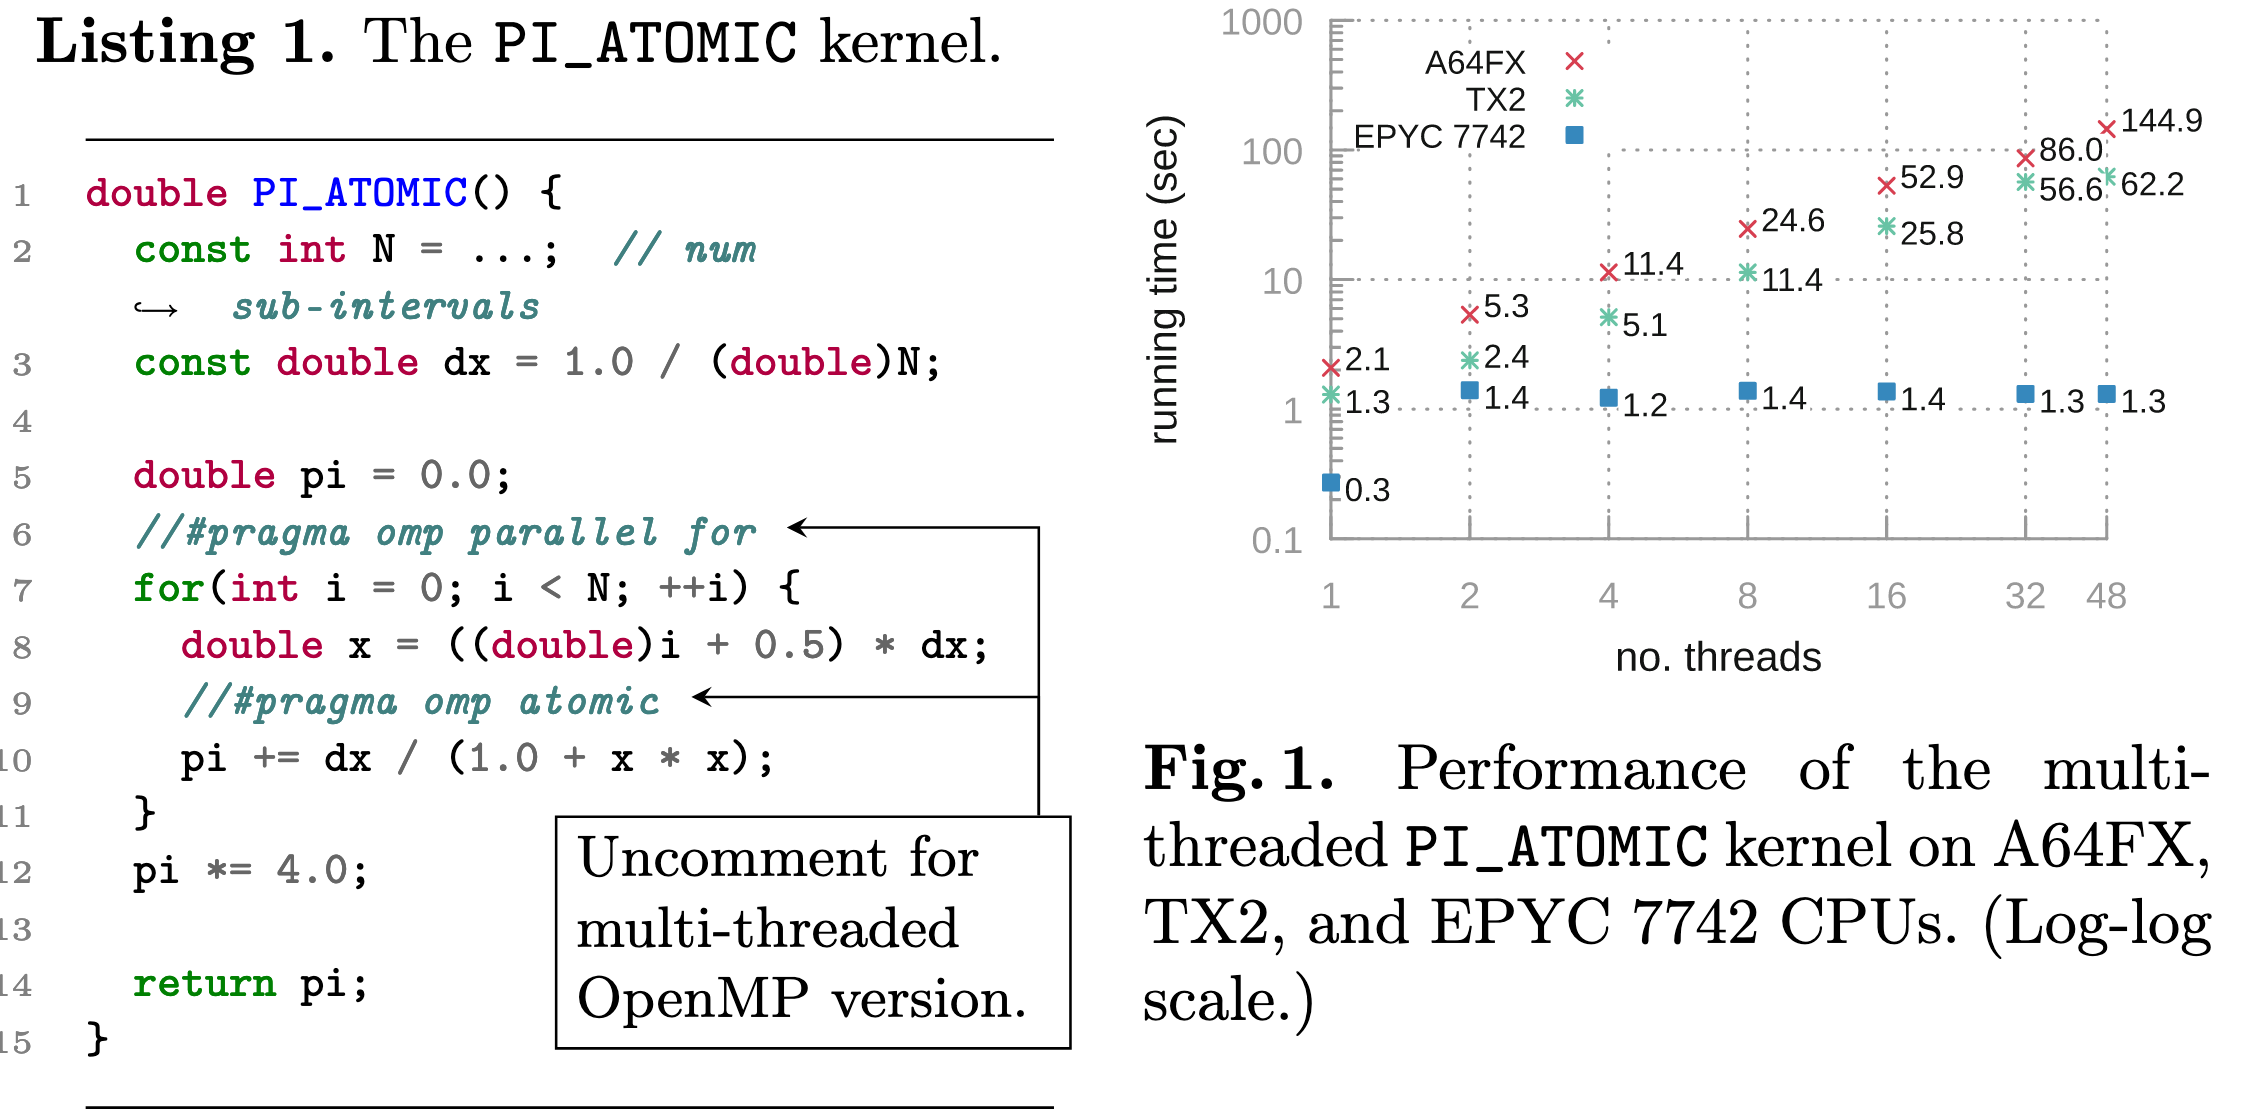 Listing 1. The PI_ATOMIC kernel.
1 double PI_ATOMIC() {
2 const int N = ...; // num
↪ sub-intervals
3 const double dx = 1.0 / (double)N;
4
5 double pi = 0.0;
6 //#pragma omp parallel for
7 for(int i = 0; i < N; ++i) {
8 double x = ((double)i + 0.5) * dx;
9 //#pragma omp atomic
10 pi += dx / (1.0 + x * x);
11 }
12 pi *= 4.0;
13
14 return pi;
15 }
Uncomment for
multi-threaded
OpenMP version.
running time (sec)
1000
100
10
1
0.1
A64FX
TX2
EPYC 7742
2.1
1.3
0.3
5.3
2.4
1.4
11.4
5.1
1.2
24.6
11.4
1.4
52.9
25.8
1.4
86.0
56.6
1.3
144.9
62.2
1.3
1 2 4 8 16 32 48
no. threads
Fig. 1. Performance of the multi-
threaded PI_ATOMIC kernel on A64FX,
TX2, and EPYC 7742 CPUs. (Log-log
scale.)